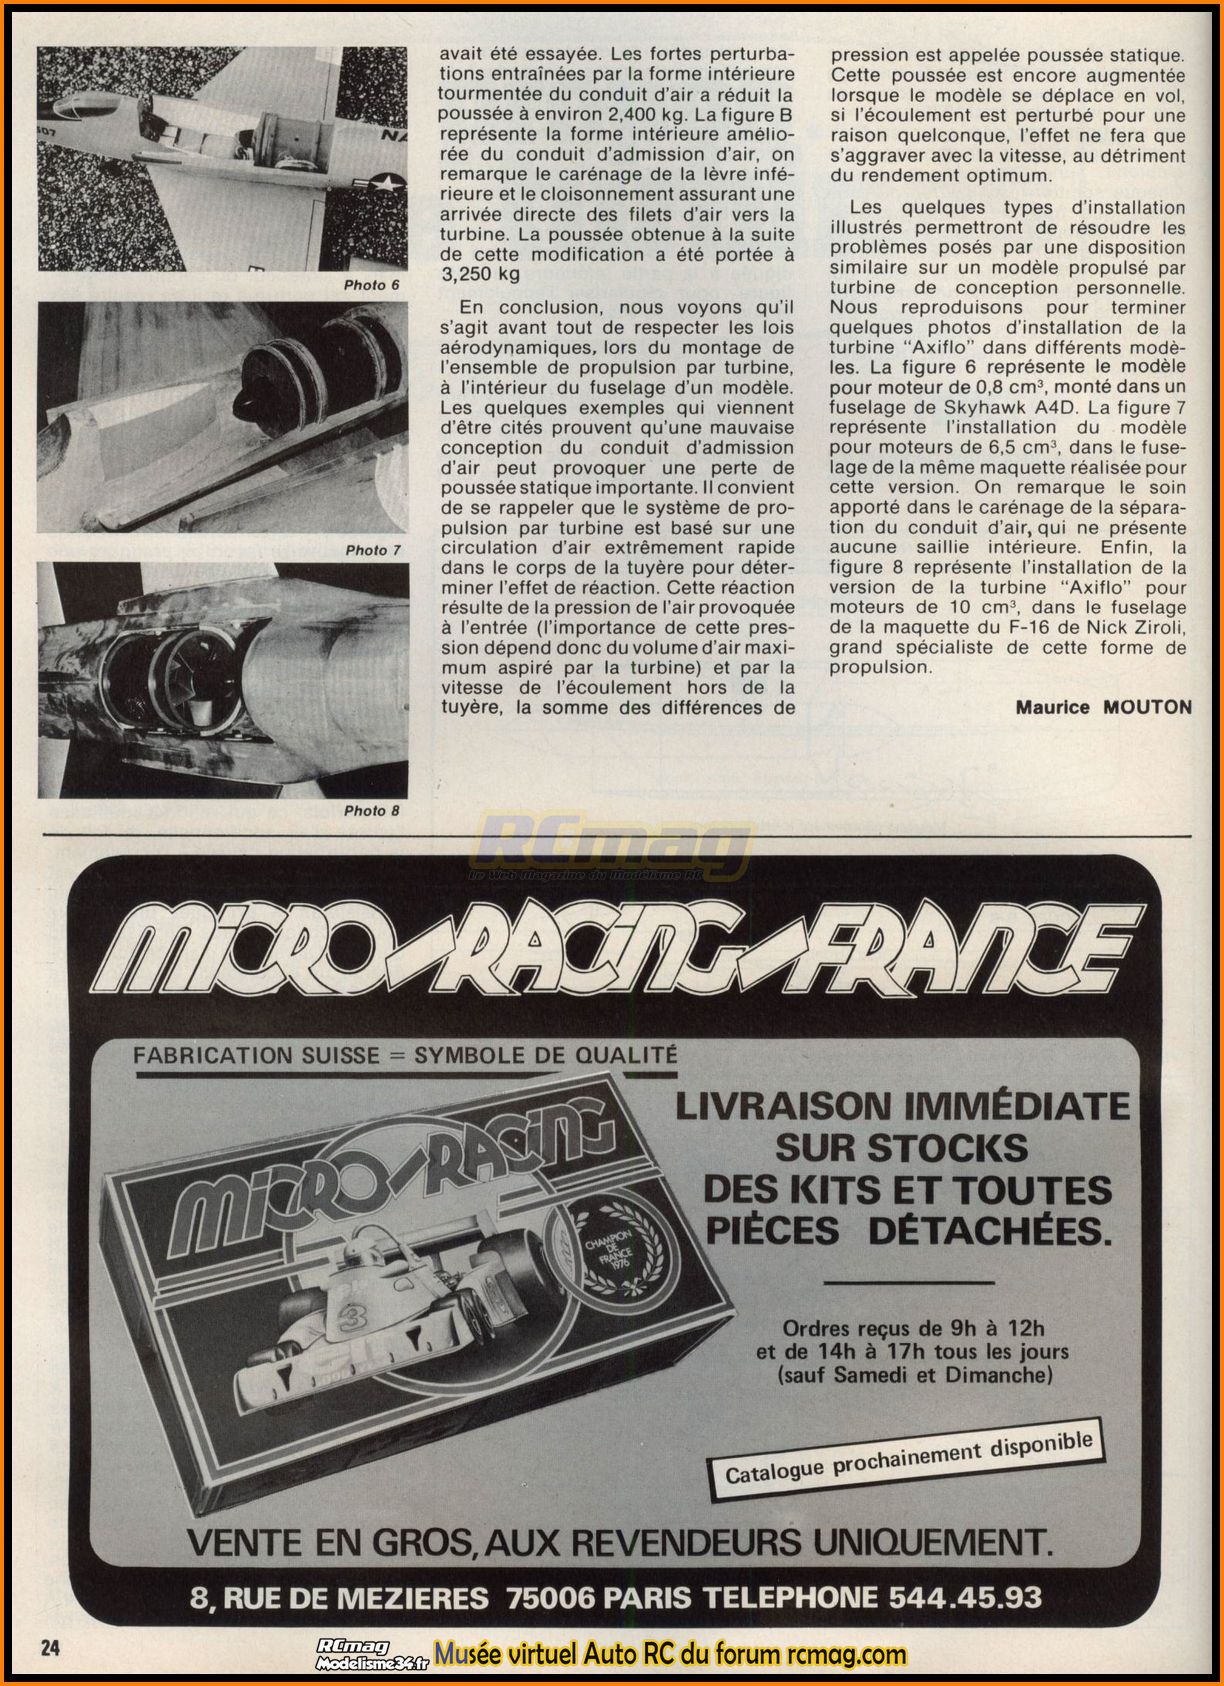 507
NA
Photo 6
Photo 7
Photo 8
avait été essayée. Les fortes perturba-
tions entraînées par la forme intérieure
tourmentée du conduit d'air a réduit la
poussée à environ 2,400 kg. La figure B
représente la forme intérieure amélio-
rée du conduit d'admission d'air, on
remarque le carénage de la lèvre infé-
rieure et le cloisonnement assurant une
arrivée directe des filets d'air vers la
turbine. La poussée obtenue à la suite
de cette modification a été portée à
3,250 kg
En conclusion, nous voyons qu'il
s'agit avant tout de respecter les lois
aérodynamiques, lors du montage de
l'ensemble de propulsion par turbine,
à l'intérieur du fuselage d'un modèle.
Les quelques exemples qui viennent
d'être cités prouvent qu'une mauvaise
conception du conduit d'admission
d'air peut provoquer une perte de
poussée statique importante. Il convient
de se rappeler que le système de pro-
pulsion par turbine est basé sur une
circulation d'air extrêmement rapide
dans le corps de la tuyère pour déter-
miner l'effet de réaction. Cette réaction
résulte de la pression de l'air provoquée
à l'entrée (l'importance de cette pres-
sion dépend donc du volume d'air maxi-
mum aspiré par la turbine) et par la
vitesse de l'écoulement hors de la
tuyère, la somme des différences de
pression est appelée poussée statique.
Cette poussée est encore augmentée
lorsque le modèle se déplace en vol,
si l'écoulement est perturbé pour une
raison quelconque, l'effet ne fera que
s'aggraver avec la vitesse, au détriment
du rendement optimum.
Les quelques types d'installation
illustrés permettront de résoudre les
problèmes posés par une disposition
similaire sur un modèle propulsé par
turbine de conception personnelle.
Nous reproduisons pour terminer
quelques photos d'installation de la
turbine "Axiflo" dans différents modè-
les. La figure 6 représente le modèle
pour moteur de 0,8 cm³, monté dans un
fuselage de Skyhawk A4D. La figure 7
représente l'installation du modèle
pour moteurs de 6,5 cm³, dans le fuse-
lage de la même maquette réalisée pour
cette version. On remarque le soin
apporté dans le carénage de la sépara-
tion du conduit d'air, qui ne présente
aucune saillie intérieure. Enfin, la
figure 8 représente l'installation de la
version de la turbine "Axiflo" pour
moteurs de 10 cm³, dans le fuselage
de la maquette du F-16 de Nick Ziroli,
grand spécialiste de cette forme de
propulsion.
Maurice MOUTON
RCmag
Le Web Magazine du Modélisme RC
MICRO-RACING-FRANCE
FABRICATION SUISSE = SYMBOLE DE QUALITÉ
MICRO-RACING
CHAMPION
DE
FRANCE
1976
3
LIVRAISON IMMÉDIATE
SUR STOCKS
DES KITS ET TOUTES
PIÈCES DÉTACHÉES.
Ordres reçus de 9h à 12h
et de 14h à 17h tous les jours
(sauf Samedi et Dimanche)
Catalogue prochainement disponible
VENTE EN GROS, AUX REVENDEURS UNIQUEMENT.
8, RUE DE MEZIERES 75006 PARIS TELEPHONE 544.45.93
24
RCmag
Modelisme34.fr
Musée virtuel Auto RC du forum rcmag.com